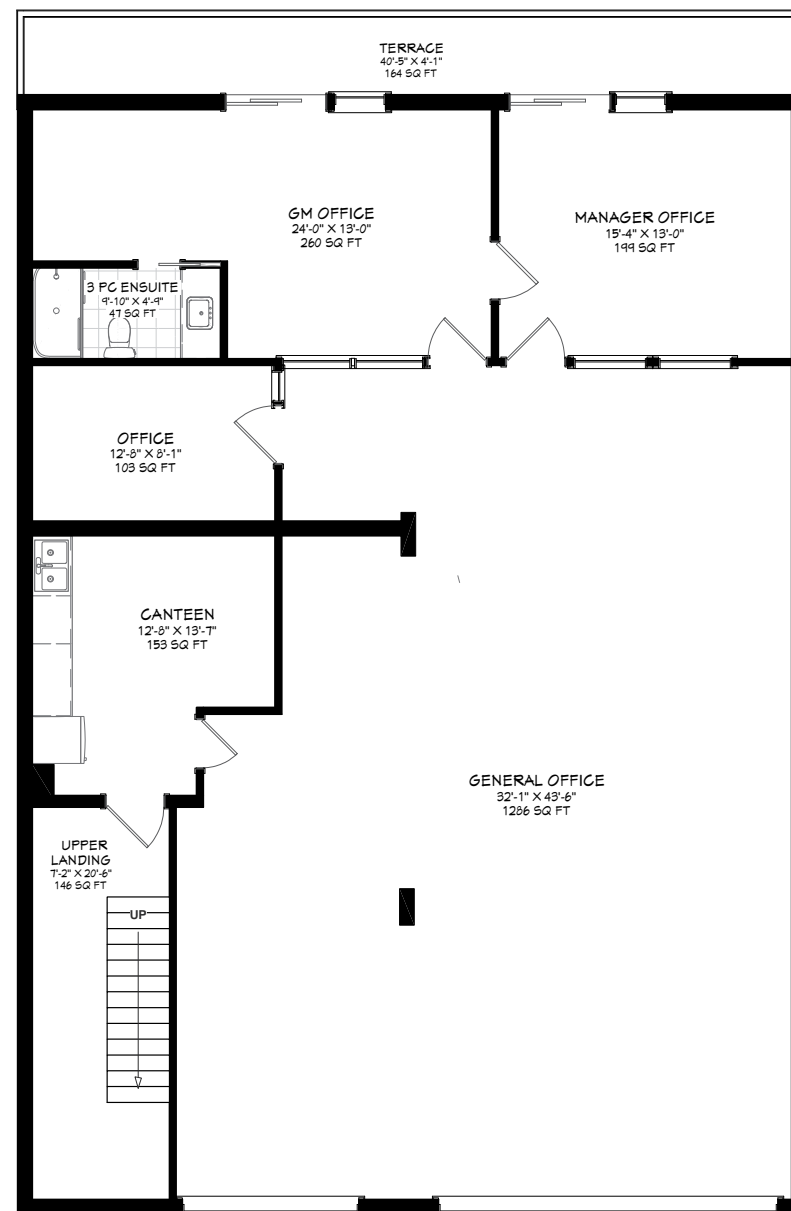 TERRACE
40'-5" X 4'-1"
164 SQ FT
GM OFFICE
24'-0" X 13'-0"
260 SQ FT
MANAGER OFFICE
15'-4" X 13'-0"
199 SQ FT
3 PC ENSUITE
9'-10" X 4'-9"
47 SQ FT
OFFICE
12'-8" X 8'-1"
103 SQ FT
CANTEEN
12'-8" X 13'-7"
153 SQ FT
GENERAL OFFICE
32'-1" X 43'-6"
1286 SQ FT
UPPER
LANDING
7'-2" X 20'-6"
146 SQ FT
UP